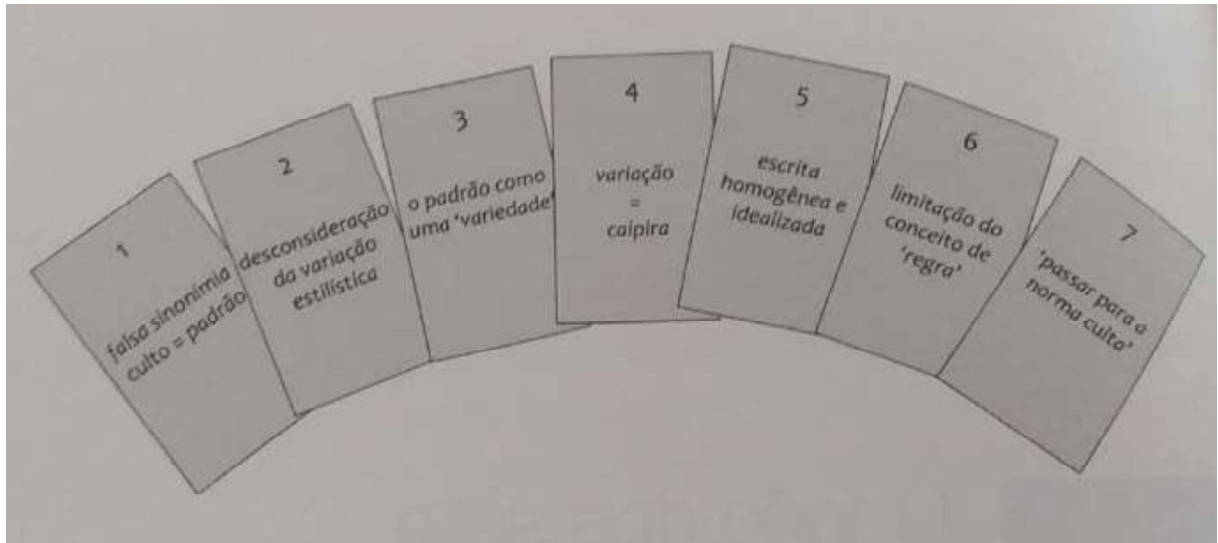 1
falsa sinonímia
culto = padrão
2
desconsideração
da variação
estilística
3
o padrão como
uma 'variedade'
4
variação
=
caipira
5
escrita
homogênea e
idealizada
6
limitação do
conceito de
'regra'
7
'passar para a
norma culta'